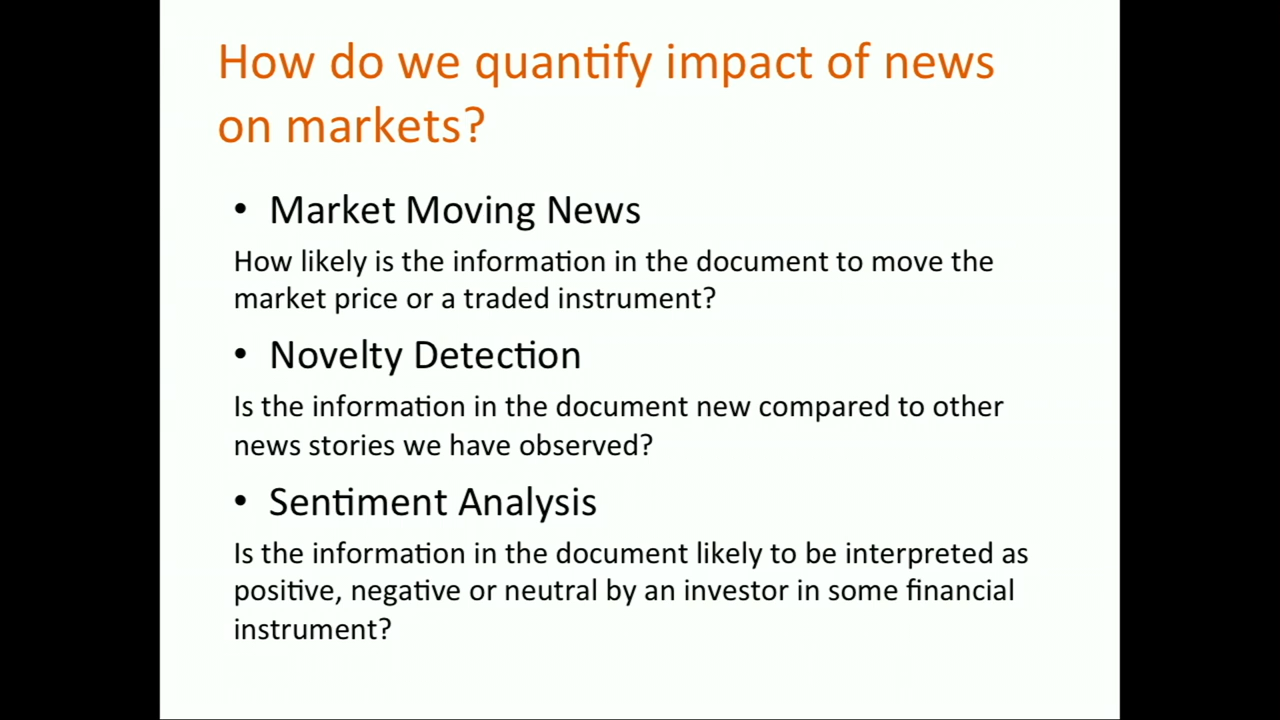 How do we quantify impact of news
on markets?
• Market Moving News
How likely is the information in the document to move the
market price or a traded instrument?
• Novelty Detection
Is the information in the document new compared to other
news stories we have observed?
• Sentiment Analysis
Is the information in the document likely to be interpreted as
positive, negative or neutral by an investor in some financial
instrument?